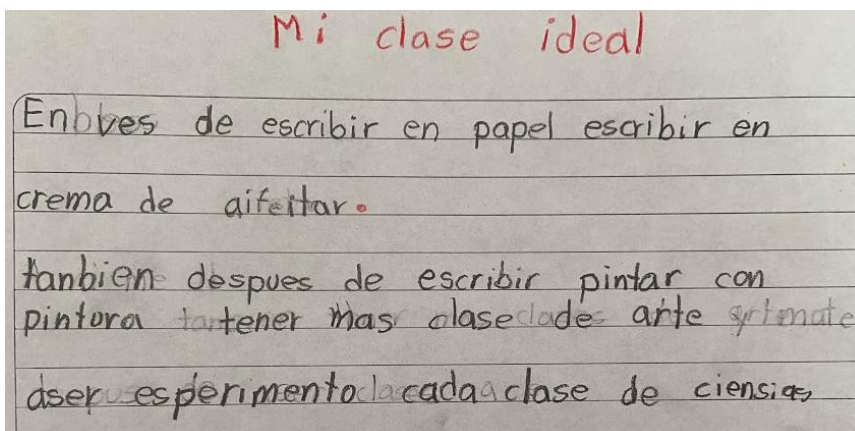 Mi clase ideal
Enbves de escribir en papel escribir en
crema de aifeitar.
tanbien despues de escribir pintar con
pintura tener mas clase de arte
aser esperimento cada clase de ciensias